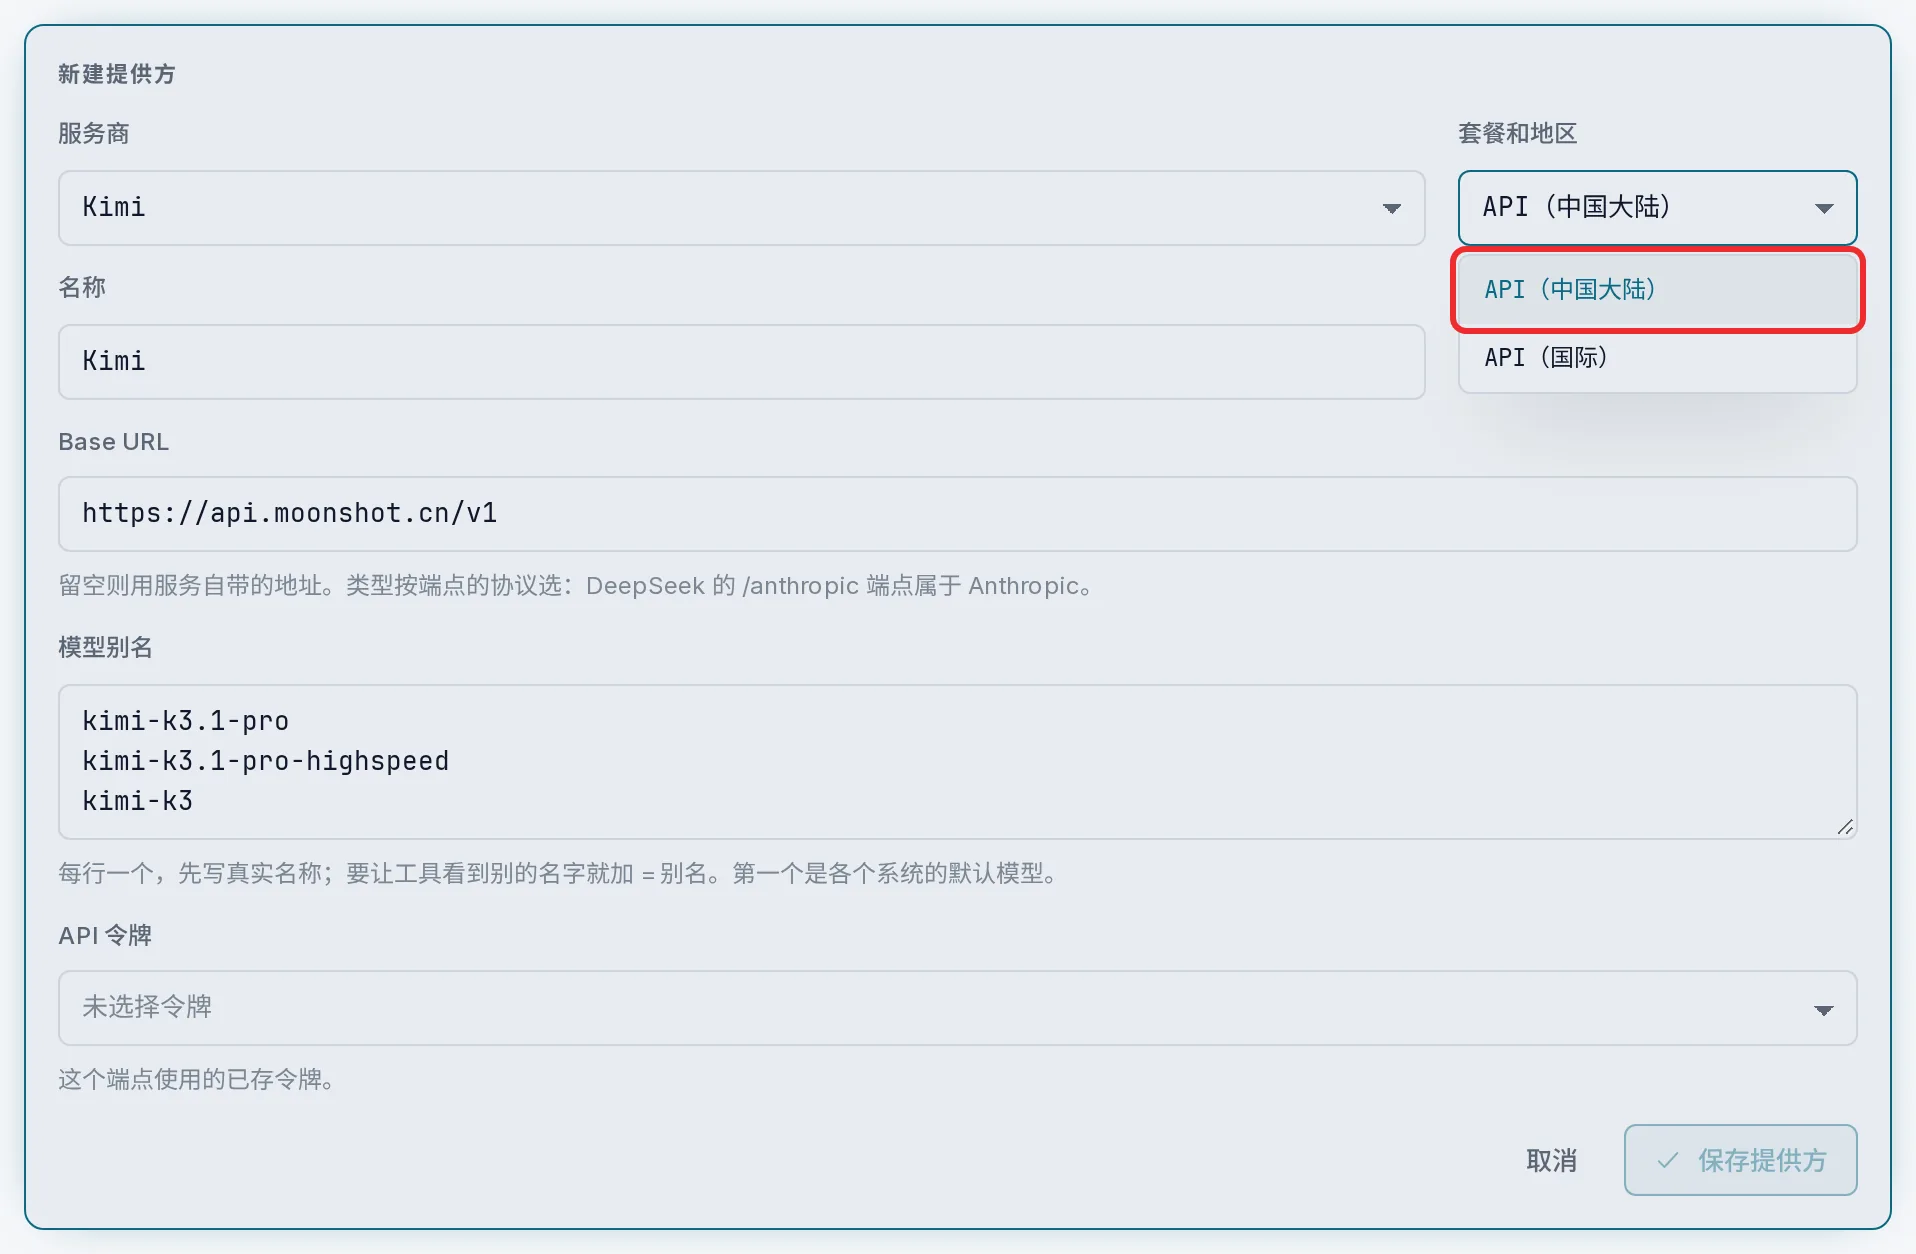 新建提供方
服务商
套餐和地区
Kimi
API（中国大陆）
API（中国大陆）
API（国际）
名称
Kimi
Base URL
https://api.moonshot.cn/v1
留空则用服务自带的地址。类型按端点的协议选：DeepSeek 的 /anthropic 端点属于 Anthropic。
模型别名
kimi-k3.1-pro
kimi-k3.1-pro-highspeed
kimi-k3
每行一个，先写真实名称；要让工具看到别的名字就加 = 别名。第一个是各个系统的默认模型。
API 令牌
未选择令牌
这个端点使用的已存令牌。
取消
保存提供方